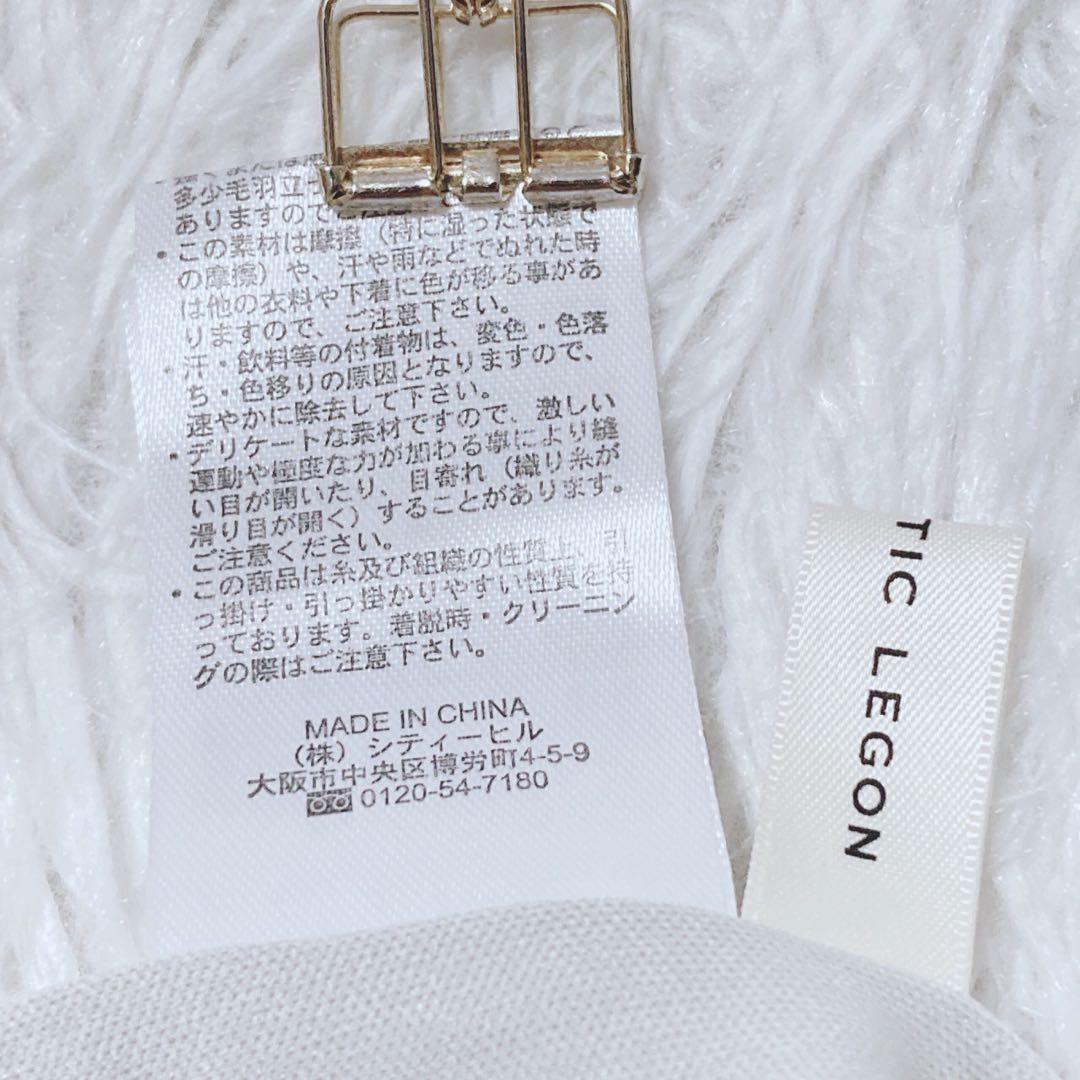 多少毛羽立
ありますので
・この素材は摩擦（特に湿った状態で
の摩擦）や、汗や雨などでぬれた時
は他の衣料や下着に色が移る事があ
りますので、ご注意下さい。
・汗・飲料等の付着物は、変色・色落
ち・色移りの原因となりますので、
速やかに除去して下さい。
・デリケートな素材ですので、激しい
運動や極度な力が加わる事により縫
い目が開いたり、目寄れ（織り糸が
滑り目が開く）することがあります。
ご注意ください。
・この商品は糸及び組織の性質上、引
っ掛け・引っ掛かりやすい性質を持
っております。着脱時・クリーニン
グの際はご注意下さい。
MADE IN CHINA
（株）シティーヒル
大阪市中央区博労町4-5-9
0120-54-7180
TIC LEGON